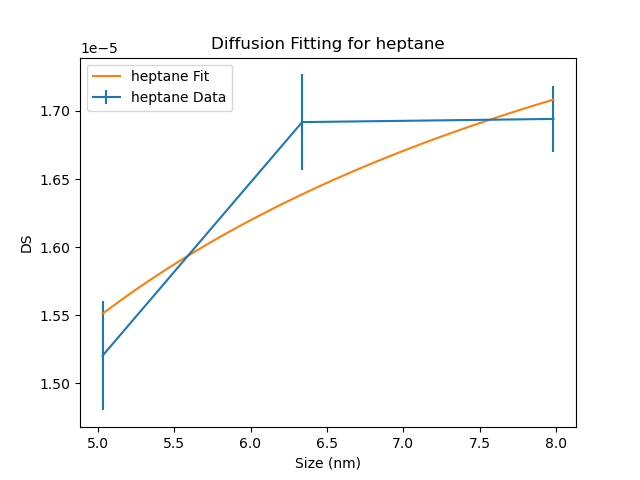 Diffusion Fitting for heptane
1e−5
heptane Fit
heptane Data
1.70
1.65
1.60
1.55
1.50
DS
5.0 5.5 6.0 6.5 7.0 7.5 8.0
Size (nm)